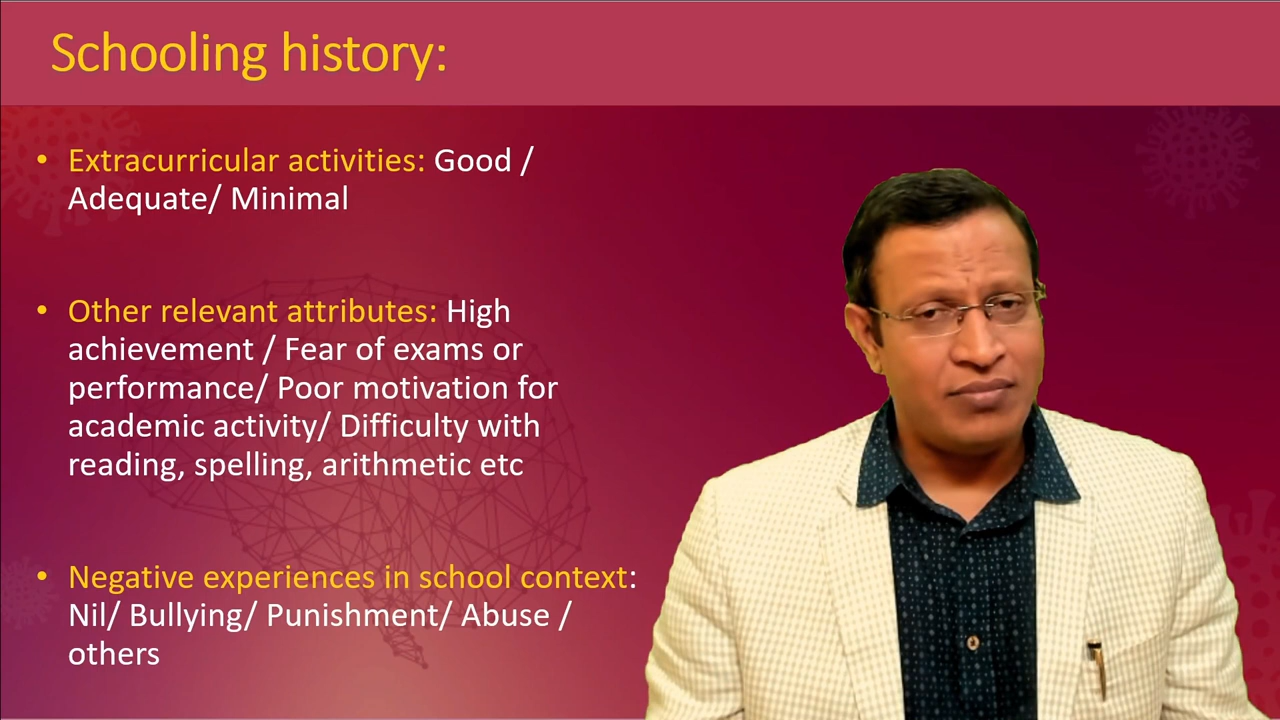 Schooling history:
• Extracurricular activities: Good /
Adequate/ Minimal
• Other relevant attributes: High
achievement / Fear of exams or
performance/ Poor motivation for
academic activity/ Difficulty with
reading, spelling, arithmetic etc
• Negative experiences in school context:
Nil/ Bullying/ Punishment/ Abuse /
others